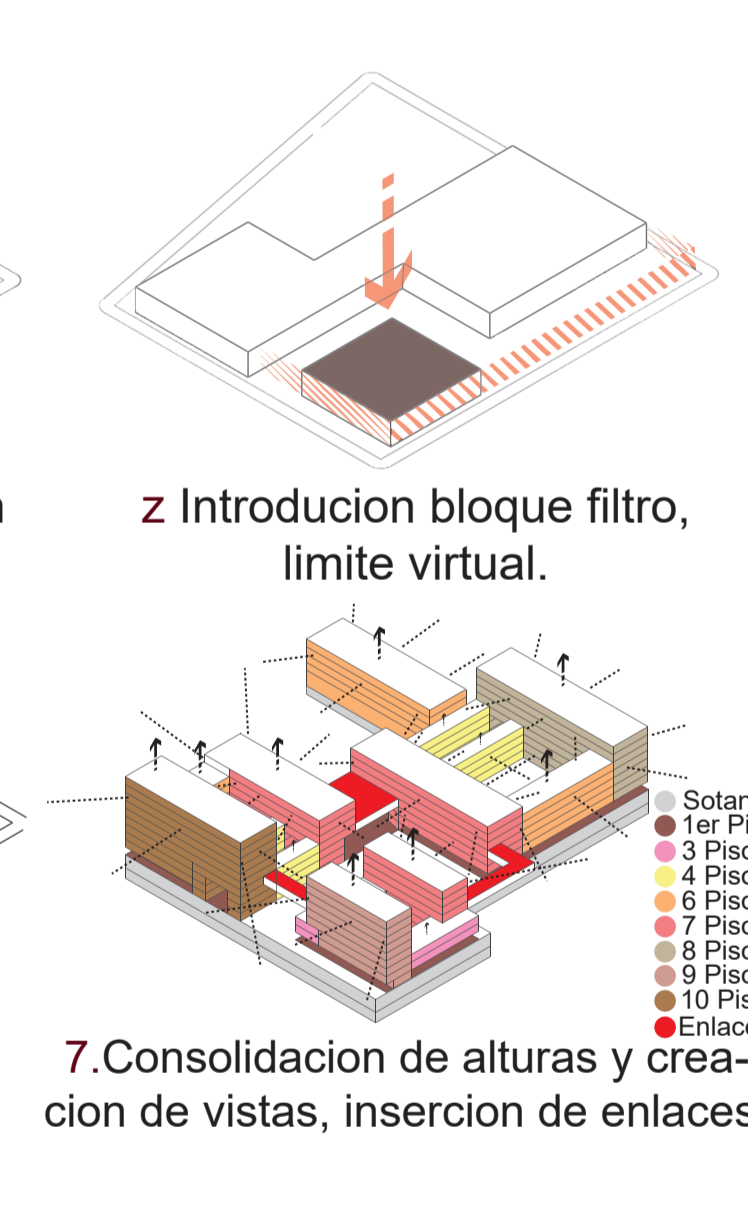 z Introducion bloque filtro,
limite virtual.
Sotan
1er Pi
3 Piso
4 Piso
6 Piso
7 Piso
8 Piso
9 Piso
10 Pis
Enlace
7.Consolidacion de alturas y crea-
cion de vistas, insercion de enlaces